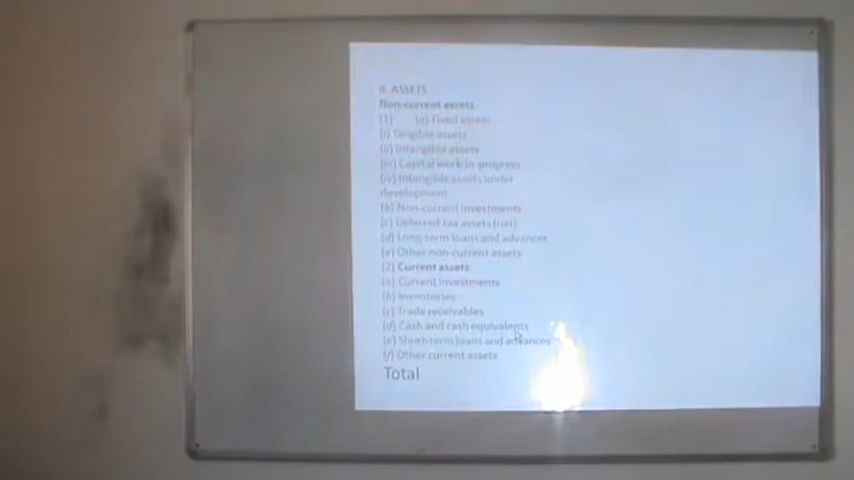 II. ASSETS
Non-current assets
(1) (a) Fixed assets
(i) Tangible assets
(ii) Intangible assets
(iii) Capital work-in-progress
(iv) Intangible assets under
development
(b) Non-current investments
(c) Deferred tax assets (net)
(d) Long-term loans and advances
(e) Other non-current assets
(2) Current assets
(a) Current investments
(b) Inventories
(c) Trade receivables
(d) Cash and cash equivalents
(e) Short-term loans and advances
(f) Other current assets
Total